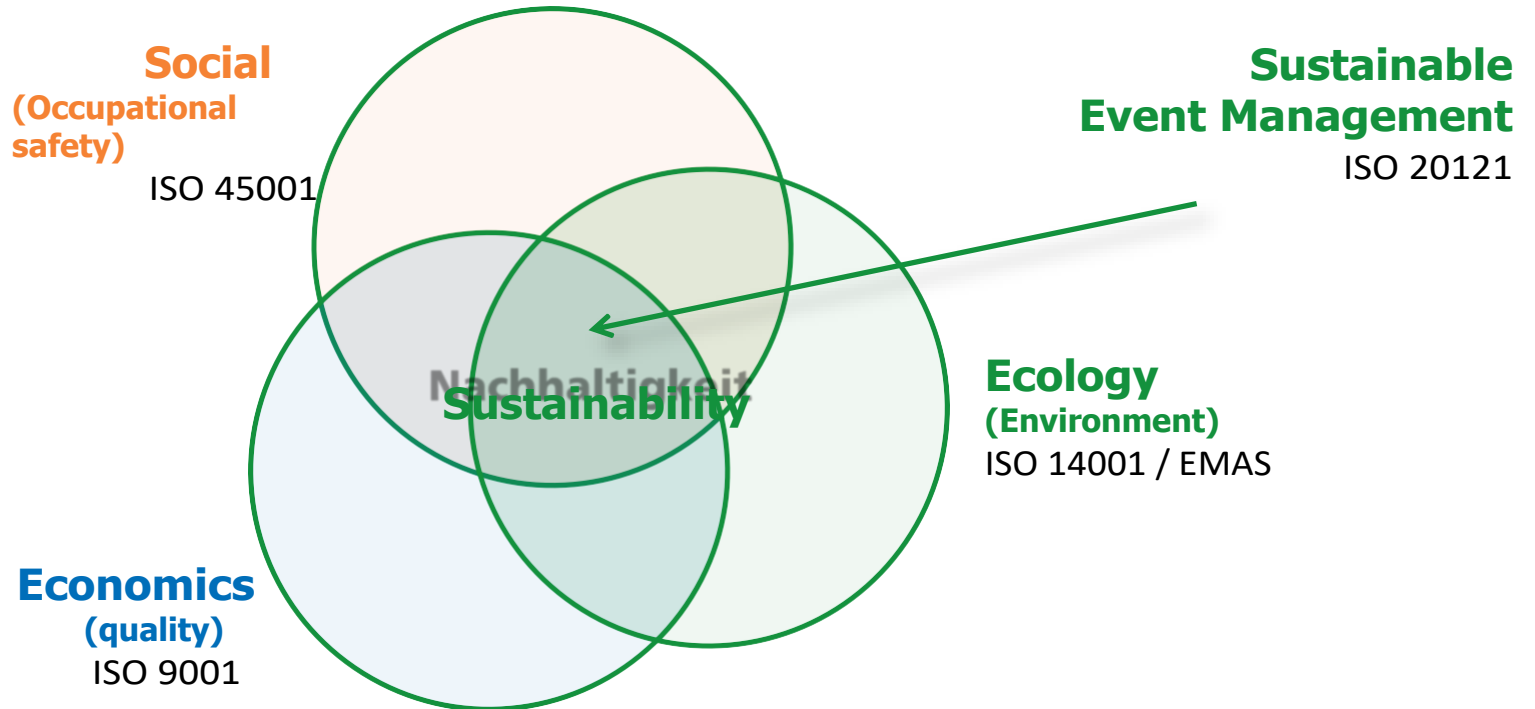 Social
(Occupational
safety)
ISO 45001
Sustainable
Event Management
ISO 20121
Nachhaltigkeit
Sustainability
Ecology
(Environment)
ISO 14001 / EMAS
Economics
(quality)
ISO 9001